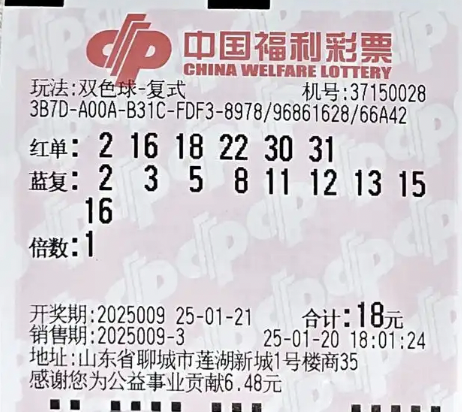 中国福利彩票
CHINA WELFARE LOTTERY
玩法:双色球-复式 机号:37150028
3B7D-A00A-B31C-FDF3-8978/96861628/66A42
红单: 2 16 18 22 30 31
蓝复: 2 3 5 8 11 12 13 15
16
倍数:1
开奖期:2025009 25-01-21 合计:18元
销售期:2025009-3 25-01-20 18:01:24
地址:山东省聊城市莲湖新城1号楼商35
感谢您为公益事业贡献6.48元